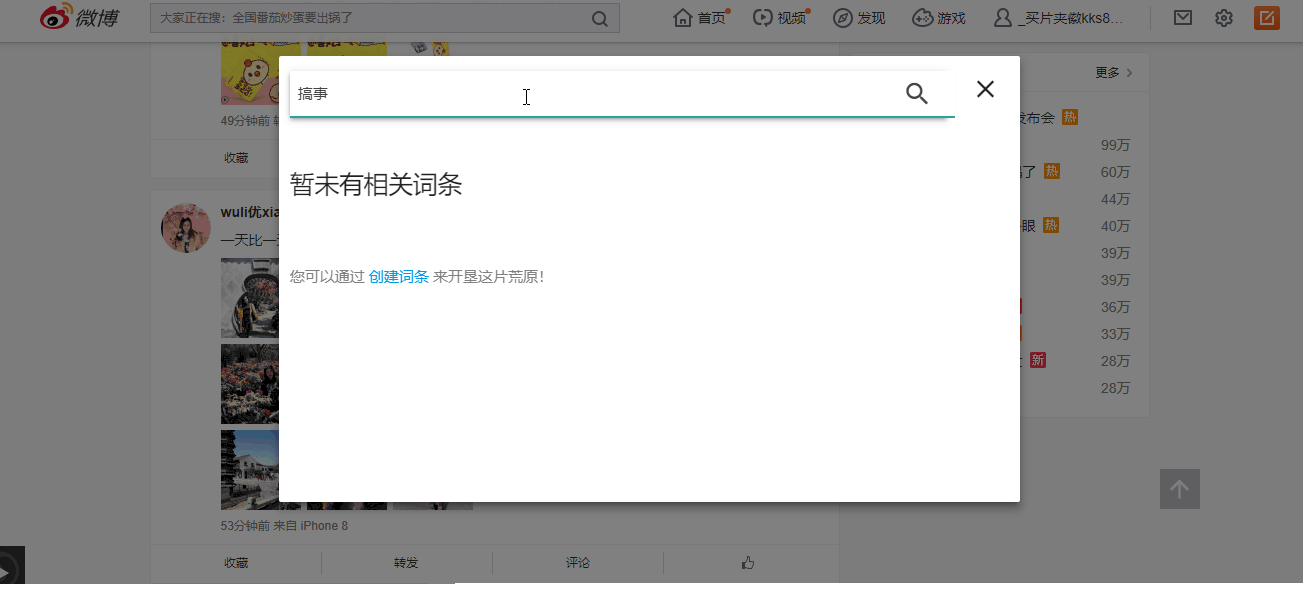 微博
大家正在搜：全国番茄炒蛋要出锅了
首页
视频
发现
游戏
_买片夹徽kks8...
搞事
暂未有相关词条
您可以通过 创建词条 来开垦这片荒原！
49分钟前
收藏
wuli优xia
一天比一
53分钟前 来自 iPhone 8
收藏
转发
评论
更多
发布会 热
99万
了 热
60万
44万
眼 热
40万
39万
39万
36万
33万
新
28万
28万